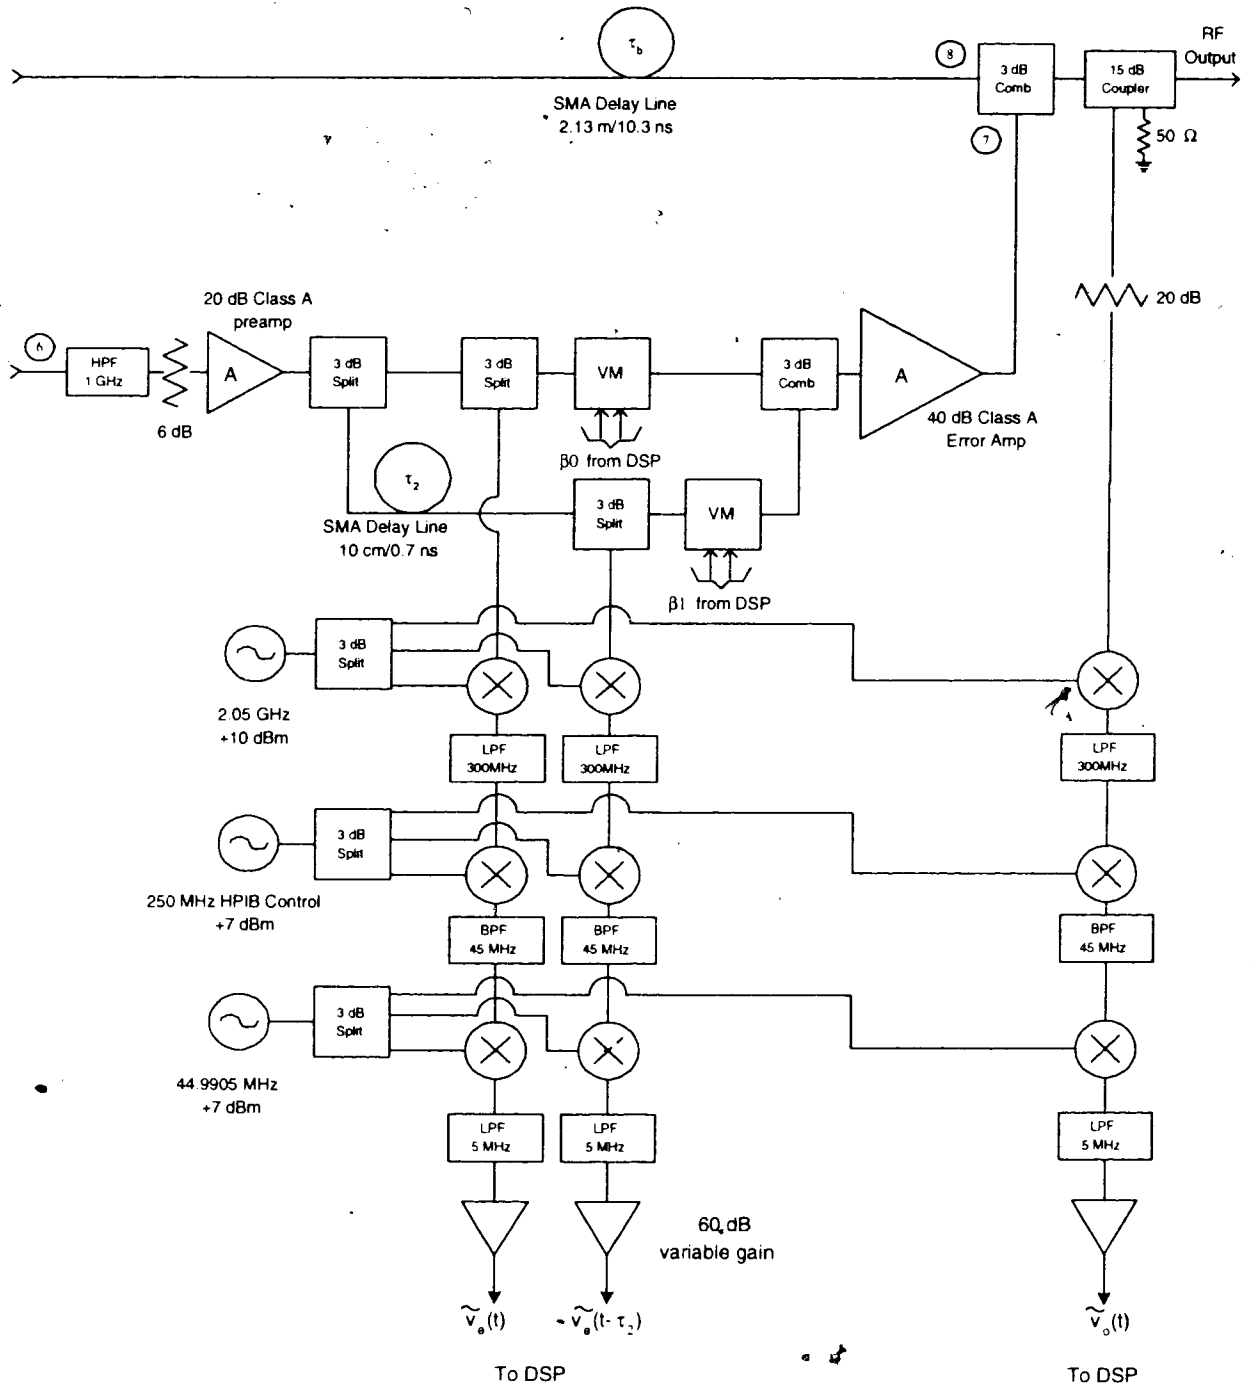 τb
RF
Output
8
3 dB
Comb
15 dB
Coupler
SMA Delay Line
2.13 m/10.3 ns
7
50 Ω
20 dB Class A
preamp
20 dB
6
HPF
1 GHz
A
3 dB
Split
3 dB
Split
VM
3 dB
Comb
A
6 dB
40 dB Class A
Error Amp
β0 from DSP
τ2
3 dB
Split
VM
SMA Delay Line
10 cm/0.7 ns
β1 from DSP
3 dB
Split
2.05 GHz
+10 dBm
LPF
300MHz
LPF
300MHz
LPF
300MHz
3 dB
Split
250 MHz HPIB Control
+7 dBm
BPF
45 MHz
BPF
45 MHz
BPF
45 MHz
3 dB
Split
44.9905 MHz
+7 dBm
LPF
5 MHz
LPF
5 MHz
LPF
5 MHz
60 dB
variable gain
ṽe(t)
ṽe(t- τ2)
ṽo(t)
To DSP
To DSP